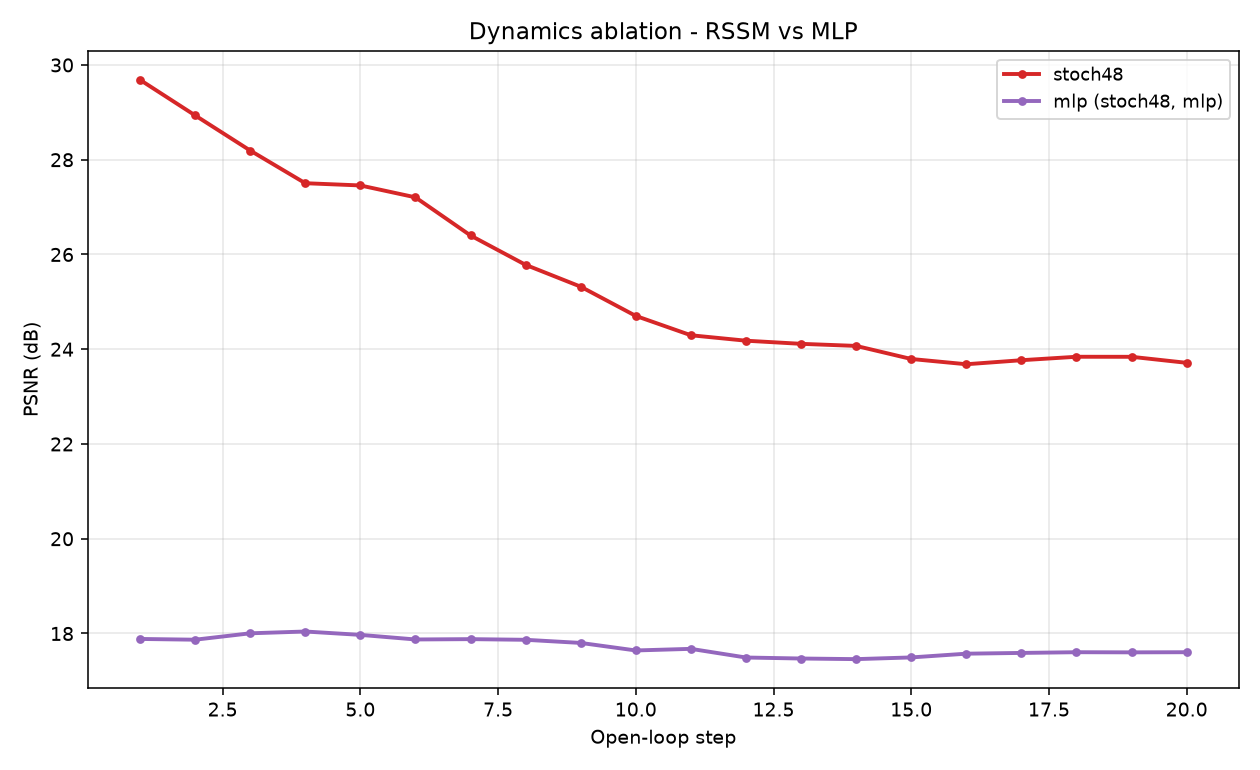 Dynamics ablation - RSSM vs MLP
stoch48
mlp (stoch48, mlp)
PSNR (dB)
30
28
26
24
22
20
18
2.5 5.0 7.5 10.0 12.5 15.0 17.5 20.0
Open-loop step